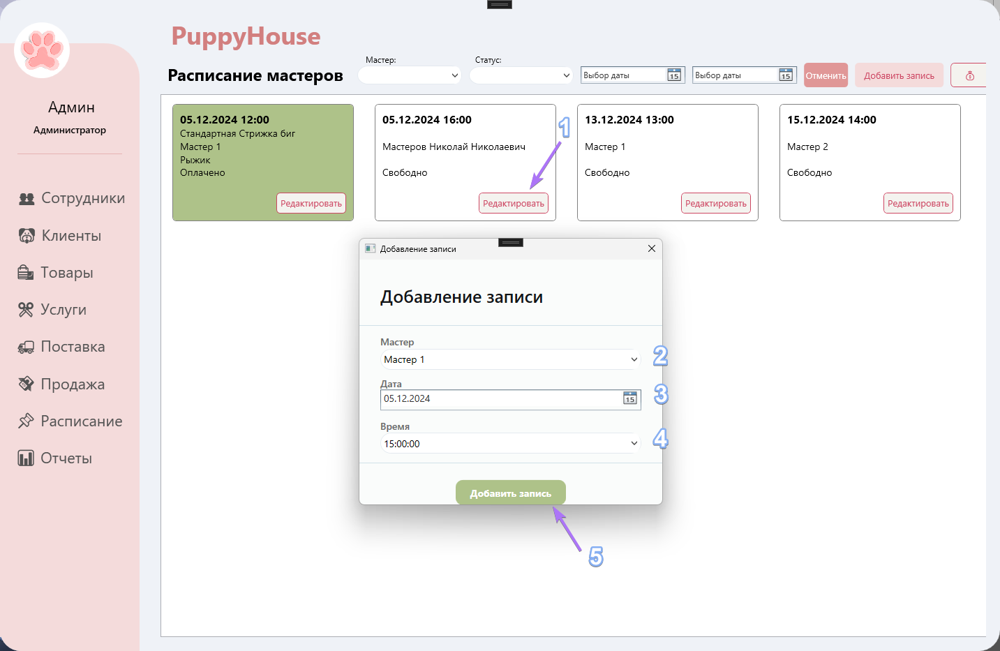 PuppyHouse
Мастер:
Статус:
Расписание мастеров
Выбор даты
15
Выбор даты
15
Отменить
Добавить запись
Админ
Администратор
Сотрудники
Клиенты
Товары
Услуги
Поставка
Продажа
Расписание
Отчеты
05.12.2024 12:00
Стандартная Стрижка биг
Мастер 1
Рыжик
Оплачено
Редактировать
05.12.2024 16:00
Мастеров Николай Николаевич
Свободно
Редактировать
1
13.12.2024 13:00
Мастер 1
Свободно
Редактировать
15.12.2024 14:00
Мастер 2
Свободно
Редактировать
Добавление записи
Добавление записи
Мастер
Мастер 1
2
Дата
05.12.2024
15
3
Время
15:00:00
4
Добавить запись
5